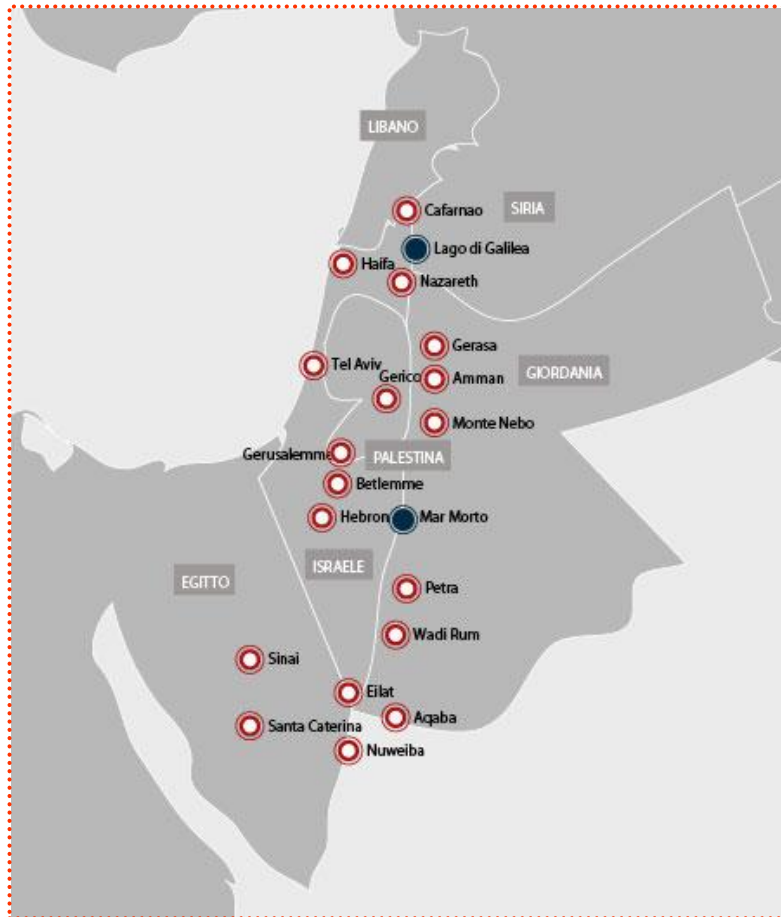 LIBANO
Cafarnao
SIRIA
Lago di Galilea
Haifa
Nazareth
Gerasa
Tel Aviv
GIORDANIA
Gerico
Amman
Monte Nebo
Gerusalemme
PALESTINA
Betlemme
Hebron
Mar Morto
ISRAELE
EGITTO
Petra
Wadi Rum
Sinai
Eilat
Aqaba
Santa Caterina
Nuweiba